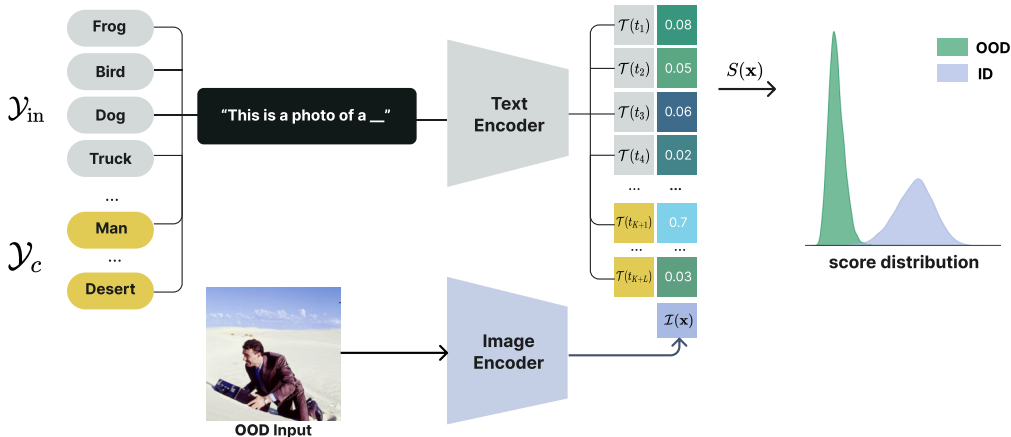 𝒴in
Frog
Bird
Dog
Truck
...
𝒴c
Man
...
Desert
“This is a photo of a __”
Text
Encoder
OOD Input
Image
Encoder
𝒯(t1) 0.08
𝒯(t2) 0.05
𝒯(t3) 0.06
𝒯(t4) 0.02
... ...
𝒯(tK+1) 0.7
... ...
𝒯(tK+L) 0.03
ℐ(x)
S(x)
OOD
ID
score distribution